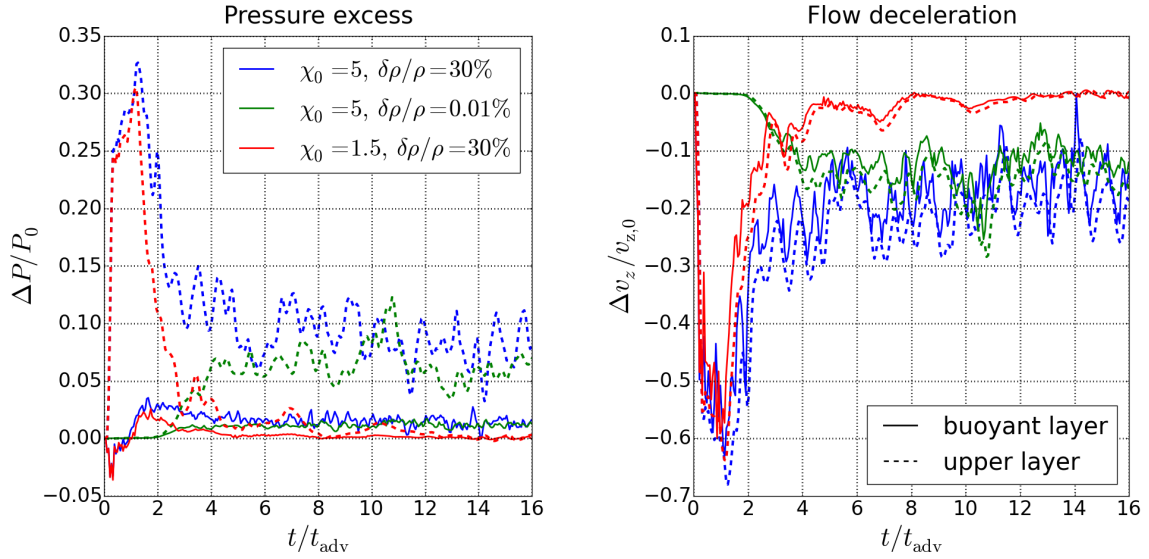 Pressure excess
0.35
0.30
0.25
0.20
0.15
0.10
0.05
0.00
−0.05
ΔP/P₀
χ₀ = 5, δρ/ρ = 30%
χ₀ = 5, δρ/ρ = 0.01%
χ₀ = 1.5, δρ/ρ = 30%
0 2 4 6 8 10 12 14 16
t/t_adv
Flow deceleration
0.1
0.0
−0.1
−0.2
−0.3
−0.4
−0.5
−0.6
−0.7
Δv_z/v_z,0
buoyant layer
upper layer
0 2 4 6 8 10 12 14 16
t/t_adv